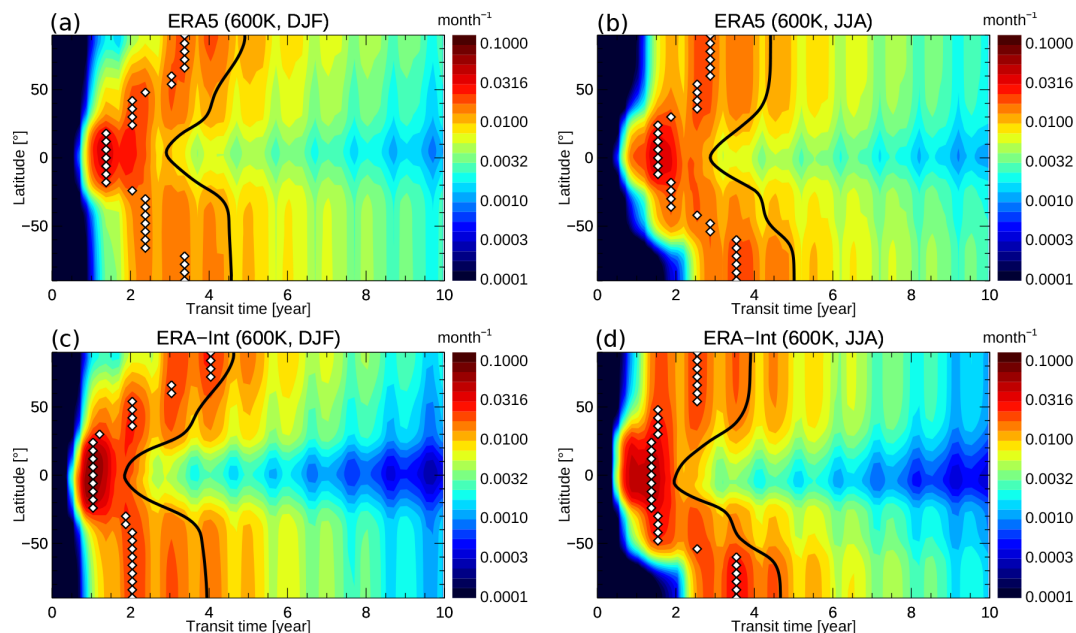 (a) ERA5 (600K, DJF) month⁻¹
0.1000
0.0316
0.0100
0.0032
0.0010
0.0003
0.0001
Latitude [°]
50
0
−50
0 2 4 6 8 10
Transit time [year]
(b) ERA5 (600K, JJA) month⁻¹
0.1000
0.0316
0.0100
0.0032
0.0010
0.0003
0.0001
Latitude [°]
50
0
−50
0 2 4 6 8 10
Transit time [year]
(c) ERA−Int (600K, DJF) month⁻¹
0.1000
0.0316
0.0100
0.0032
0.0010
0.0003
0.0001
Latitude [°]
50
0
−50
0 2 4 6 8 10
Transit time [year]
(d) ERA−Int (600K, JJA) month⁻¹
0.1000
0.0316
0.0100
0.0032
0.0010
0.0003
0.0001
Latitude [°]
50
0
−50
0 2 4 6 8 10
Transit time [year]